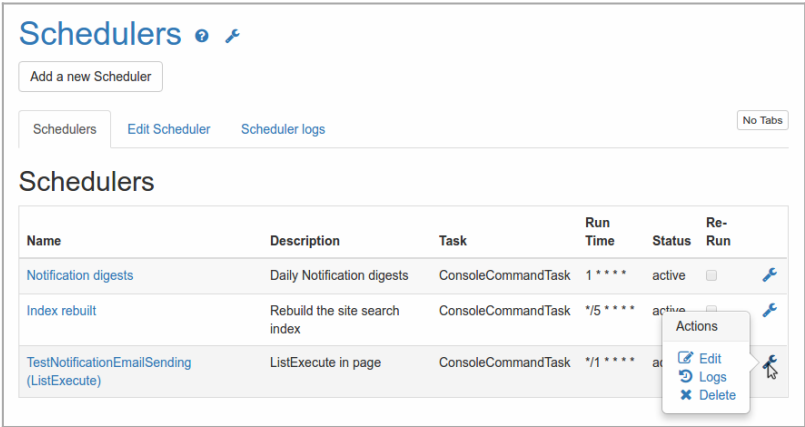 Schedulers
Add a new Scheduler
Schedulers Edit Scheduler Scheduler logs No Tabs
Schedulers
Name Description Task Run Time Status Re-Run
Notification digests Daily Notification digests ConsoleCommandTask 1 * * * * active
Index rebuilt Rebuild the site search index ConsoleCommandTask */5 * * * * active
TestNotificationEmailSending (ListExecute) ListExecute in page ConsoleCommandTask */1 * * * *
Actions
Edit
Logs
Delete